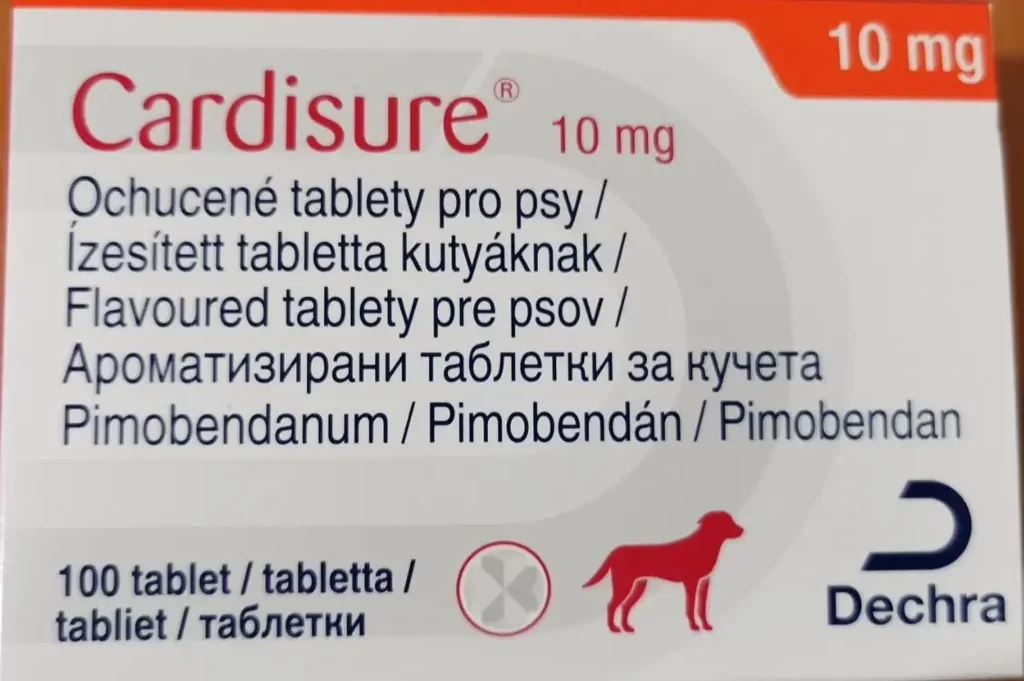 10 mg
Cardisure® 10 mg
Ochucené tablety pro psy /
Ízesített tabletta kutyáknak /
Flavoured tablety pre psov /
Ароматизирани таблетки за кучета
Pimobendanum / Pimobendán / Pimobendan
100 tablet / tabletta /
tabliet / таблетки
Dechra